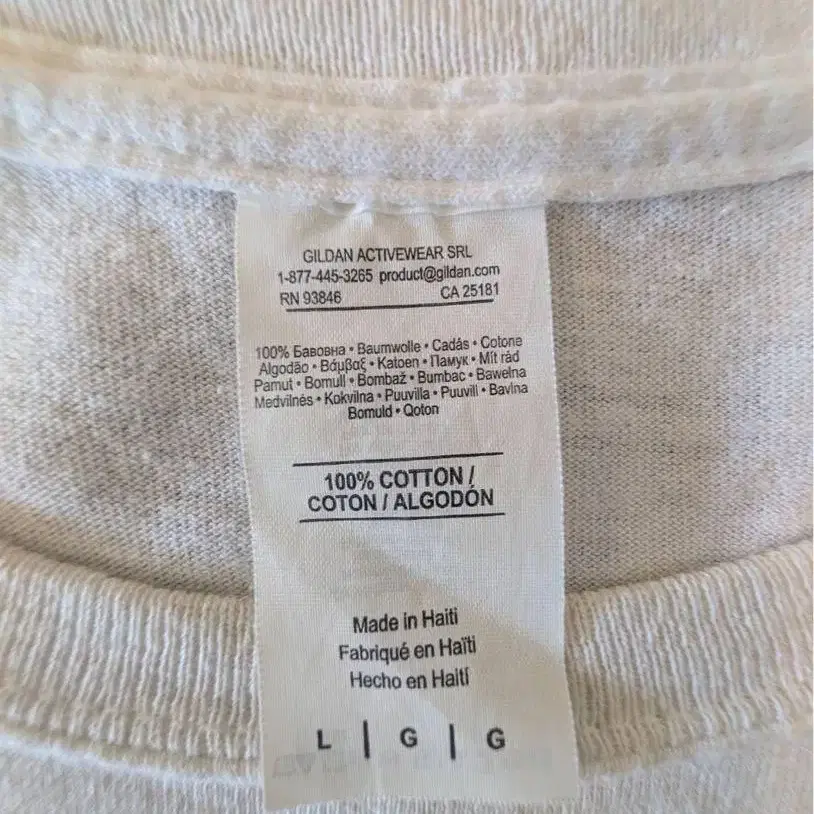 GILDAN ACTIVEWEAR SRL
1-877-445-3265 product@gildan.com
RN 93846 CA 25181
100% Бавовна • Baumwolle • Cadás • Cotone
Algodão • Βάμβαξ • Katoen • Памук • Mít rád
Pamut • Bomull • Bombaž • Bumbac • Bawełna
Medvilnės • Kokvilna • Puuvilla • Puuvill • Bavlna
Bomuld • Qoton
100% COTTON /
COTON / ALGODÓN
Made in Haiti
Fabriqué en Haïti
Hecho en Haití
L | G | G